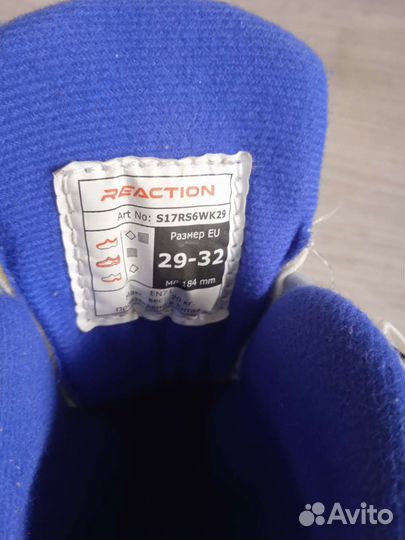 REACTION
Art No: S17RS6WK29
Размер EU
29-32
184 mm
Avito